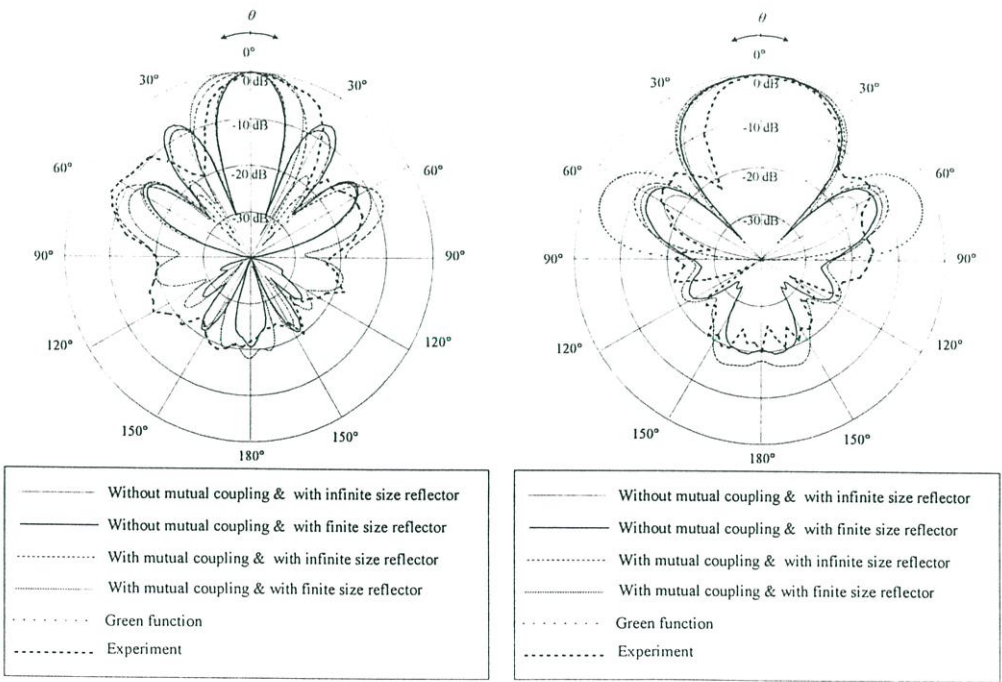 θ
0°
30°
30°
0 dB
-10 dB
60°
60°
-20 dB
-30 dB
90°
90°
120°
120°
150°
150°
180°
Without mutual coupling & with infinite size reflector
Without mutual coupling & with finite size reflector
With mutual coupling & with infinite size reflector
With mutual coupling & with finite size reflector
Green function
Experiment
θ
0°
30°
30°
0 dB
-10 dB
60°
60°
-20 dB
-30 dB
90°
90°
120°
120°
150°
150°
180°
Without mutual coupling & with infinite size reflector
Without mutual coupling & with finite size reflector
With mutual coupling & with infinite size reflector
With mutual coupling & with finite size reflector
Green function
Experiment